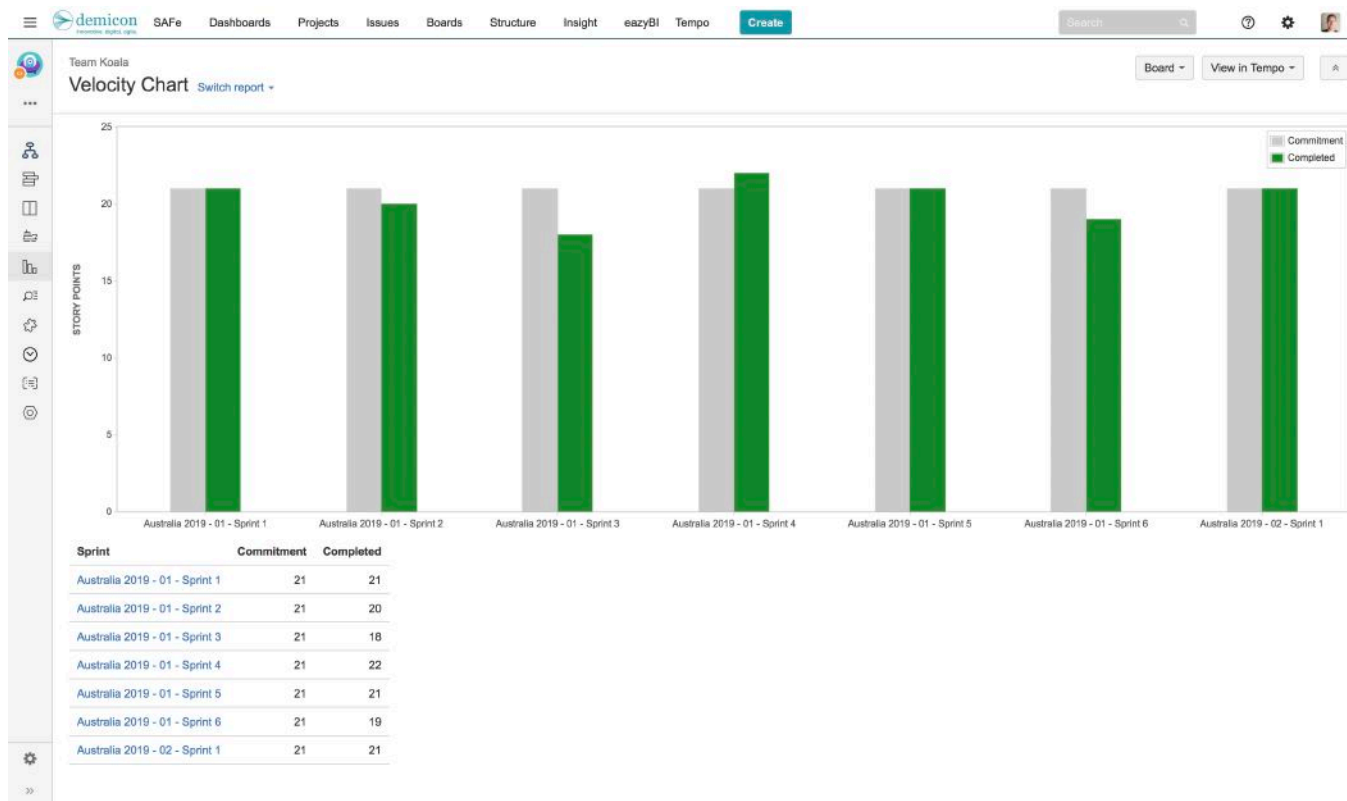 demicon SAFe Dashboards Projects Issues Boards Structure Insight eazyBI Tempo Create Search
Team Koala
Velocity Chart Switch report
Board View in Tempo
25
20
15
10
5
0
STORY POINTS
Commitment
Completed
Australia 2019 - 01 - Sprint 1 Australia 2019 - 01 - Sprint 2 Australia 2019 - 01 - Sprint 3 Australia 2019 - 01 - Sprint 4 Australia 2019 - 01 - Sprint 5 Australia 2019 - 01 - Sprint 6 Australia 2019 - 02 - Sprint 1
Sprint Commitment Completed
Australia 2019 - 01 - Sprint 1 21 21
Australia 2019 - 01 - Sprint 2 21 20
Australia 2019 - 01 - Sprint 3 21 18
Australia 2019 - 01 - Sprint 4 21 22
Australia 2019 - 01 - Sprint 5 21 21
Australia 2019 - 01 - Sprint 6 21 19
Australia 2019 - 02 - Sprint 1 21 21